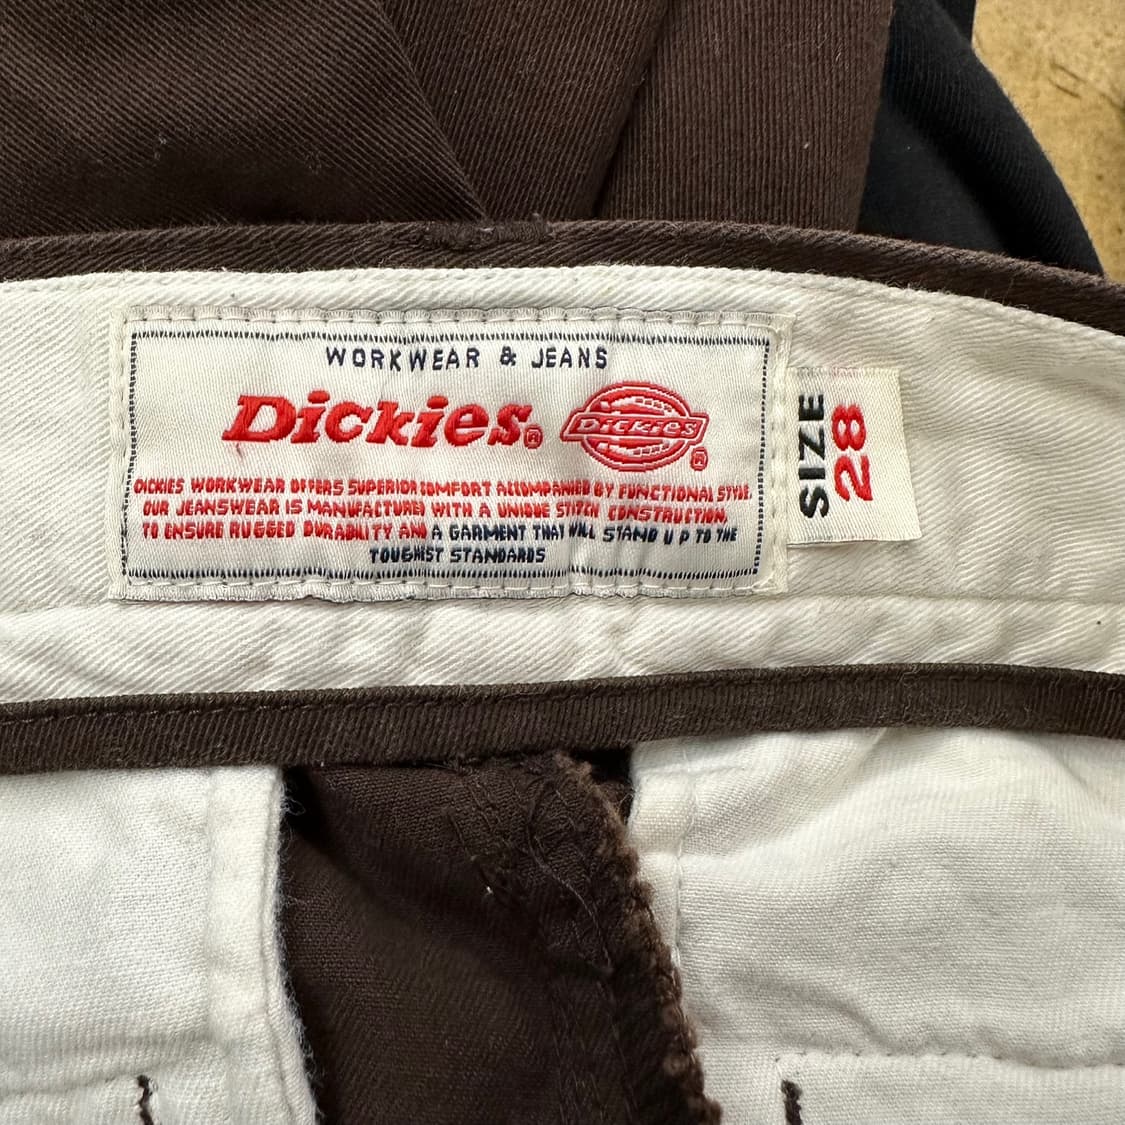 WORKWEAR & JEANS
Dickies®
Dickies®
DICKIES WORKWEAR OFFERS SUPERIOR COMFORT ACCOMPANIED BY FUNCTIONAL STYLE.
OUR JEANSWEAR IS MANUFACTURED WITH A UNIQUE STITCH CONSTRUCTION,
TO ENSURE RUGGED DURABILITY AND A GARMENT THAT WILL STAND UP TO THE
TOUGHEST STANDARDS
SIZE
28